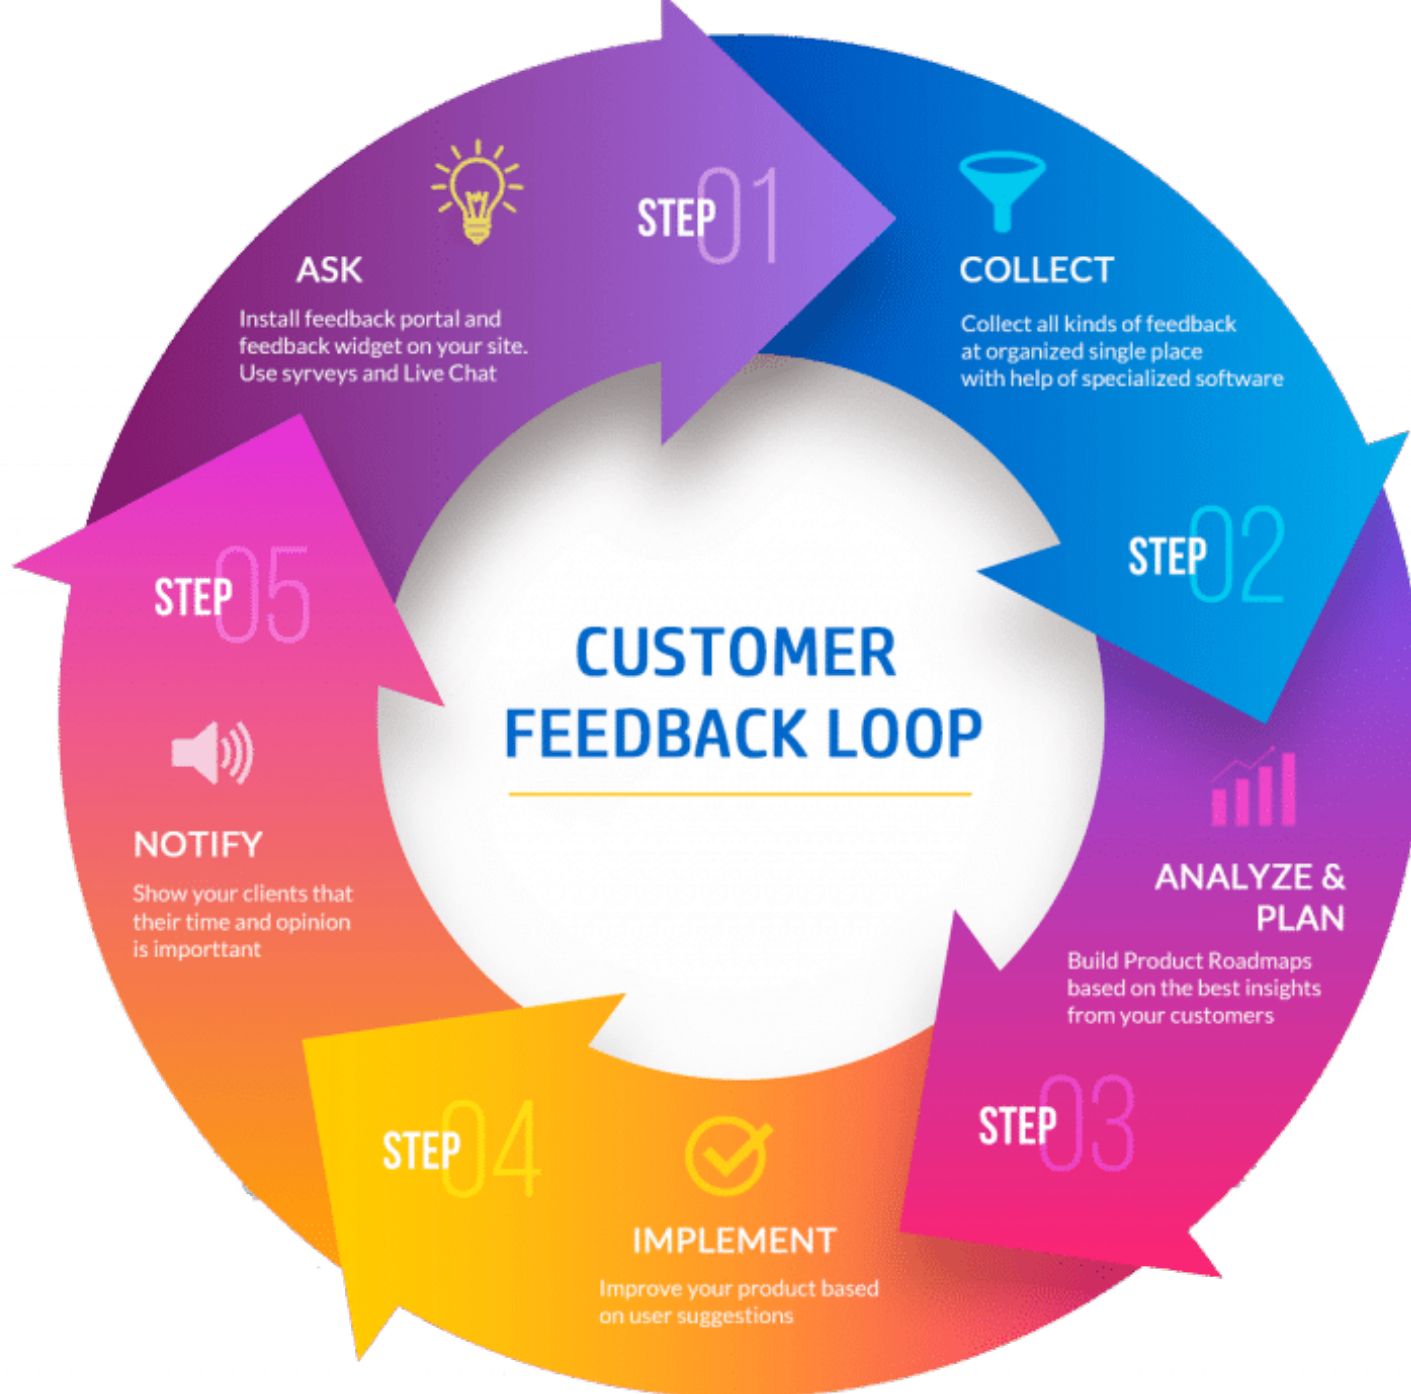 CUSTOMER
FEEDBACK LOOP
STEP 01
ASK
Install feedback portal and
feedback widget on your site.
Use syrveys and Live Chat
STEP 02
COLLECT
Collect all kinds of feedback
at organized single place
with help of specialized software
STEP 03
ANALYZE &
PLAN
Build Product Roadmaps
based on the best insights
from your customers
STEP 04
IMPLEMENT
Improve your product based
on user suggestions
STEP 05
NOTIFY
Show your clients that
their time and opinion
is importtant